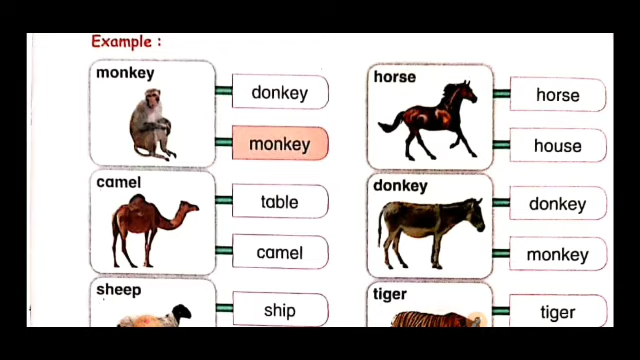 Example :
monkey
donkey
monkey
camel
table
camel
sheep
ship
horse
horse
house
donkey
donkey
monkey
tiger
tiger